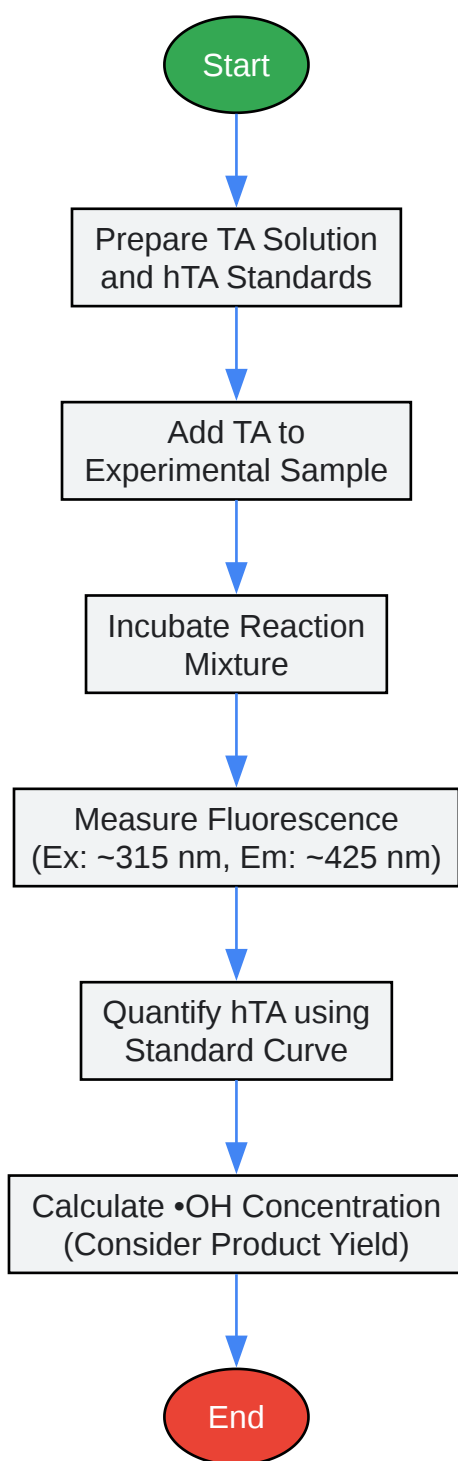 Start
Prepare TA Solution
and hTA Standards
Add TA to
Experimental Sample
Incubate Reaction
Mixture
Measure Fluorescence
(Ex: ~315 nm, Em: ~425 nm)
Quantify hTA using
Standard Curve
Calculate •OH Concentration
(Consider Product Yield)
End